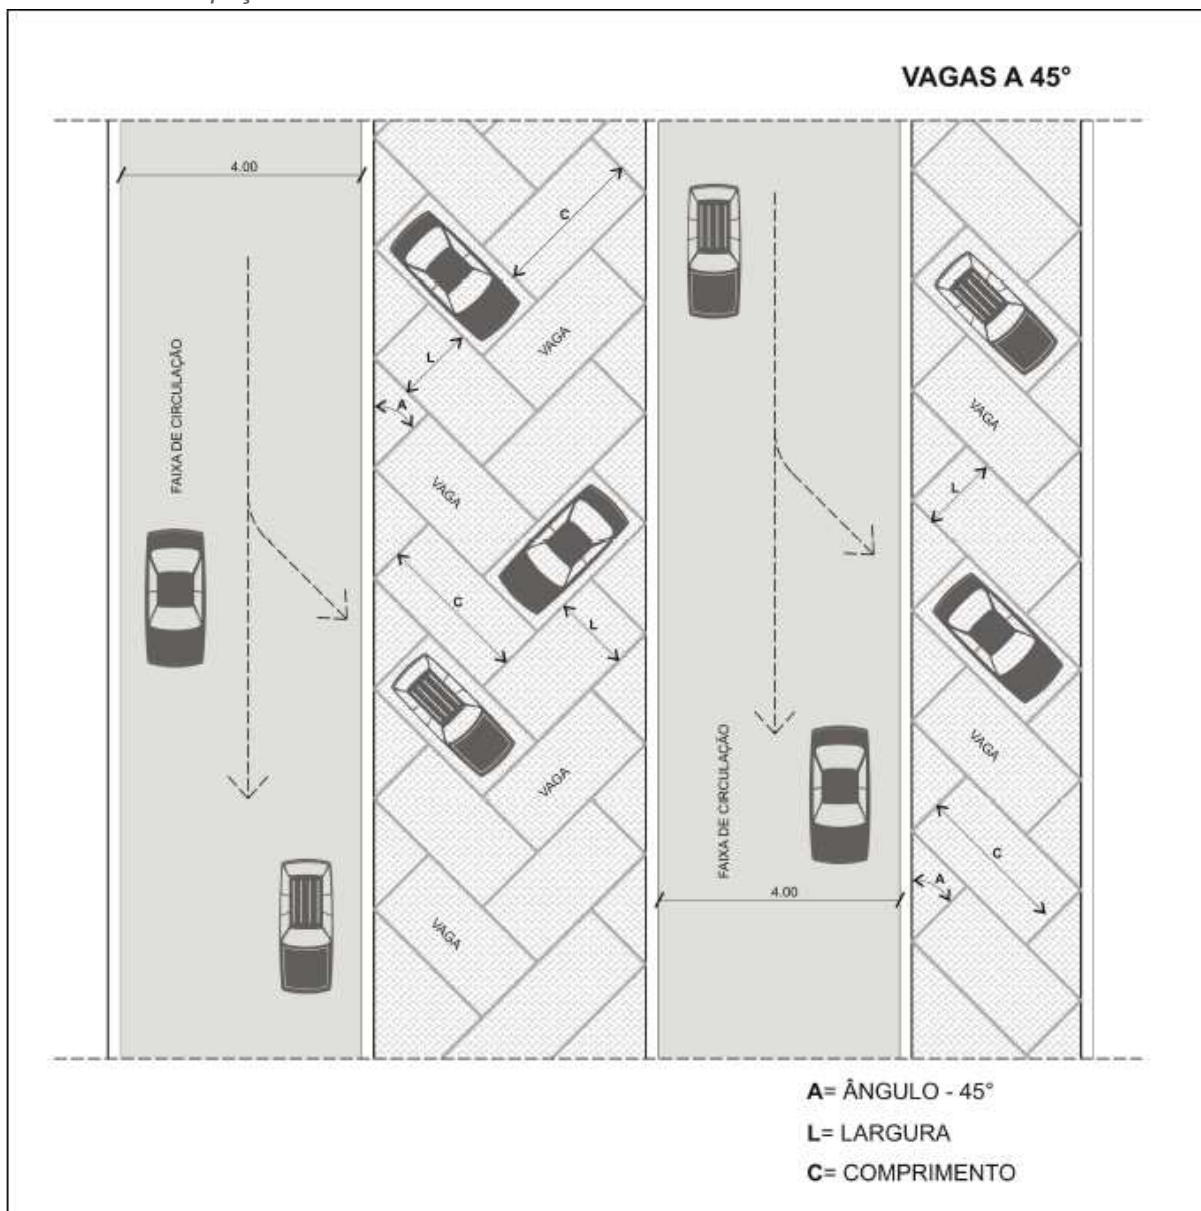 VAGAS A 45°
4.00
C
VAGA
L
A
FAIXA DE CIRCULAÇÃO
VAGA
VAGA
L
C
L
VAGA
FAIXA DE CIRCULAÇÃO
VAGA
C
A
4.00
VAGA
A= ÂNGULO - 45°
L= LARGURA
C= COMPRIMENTO